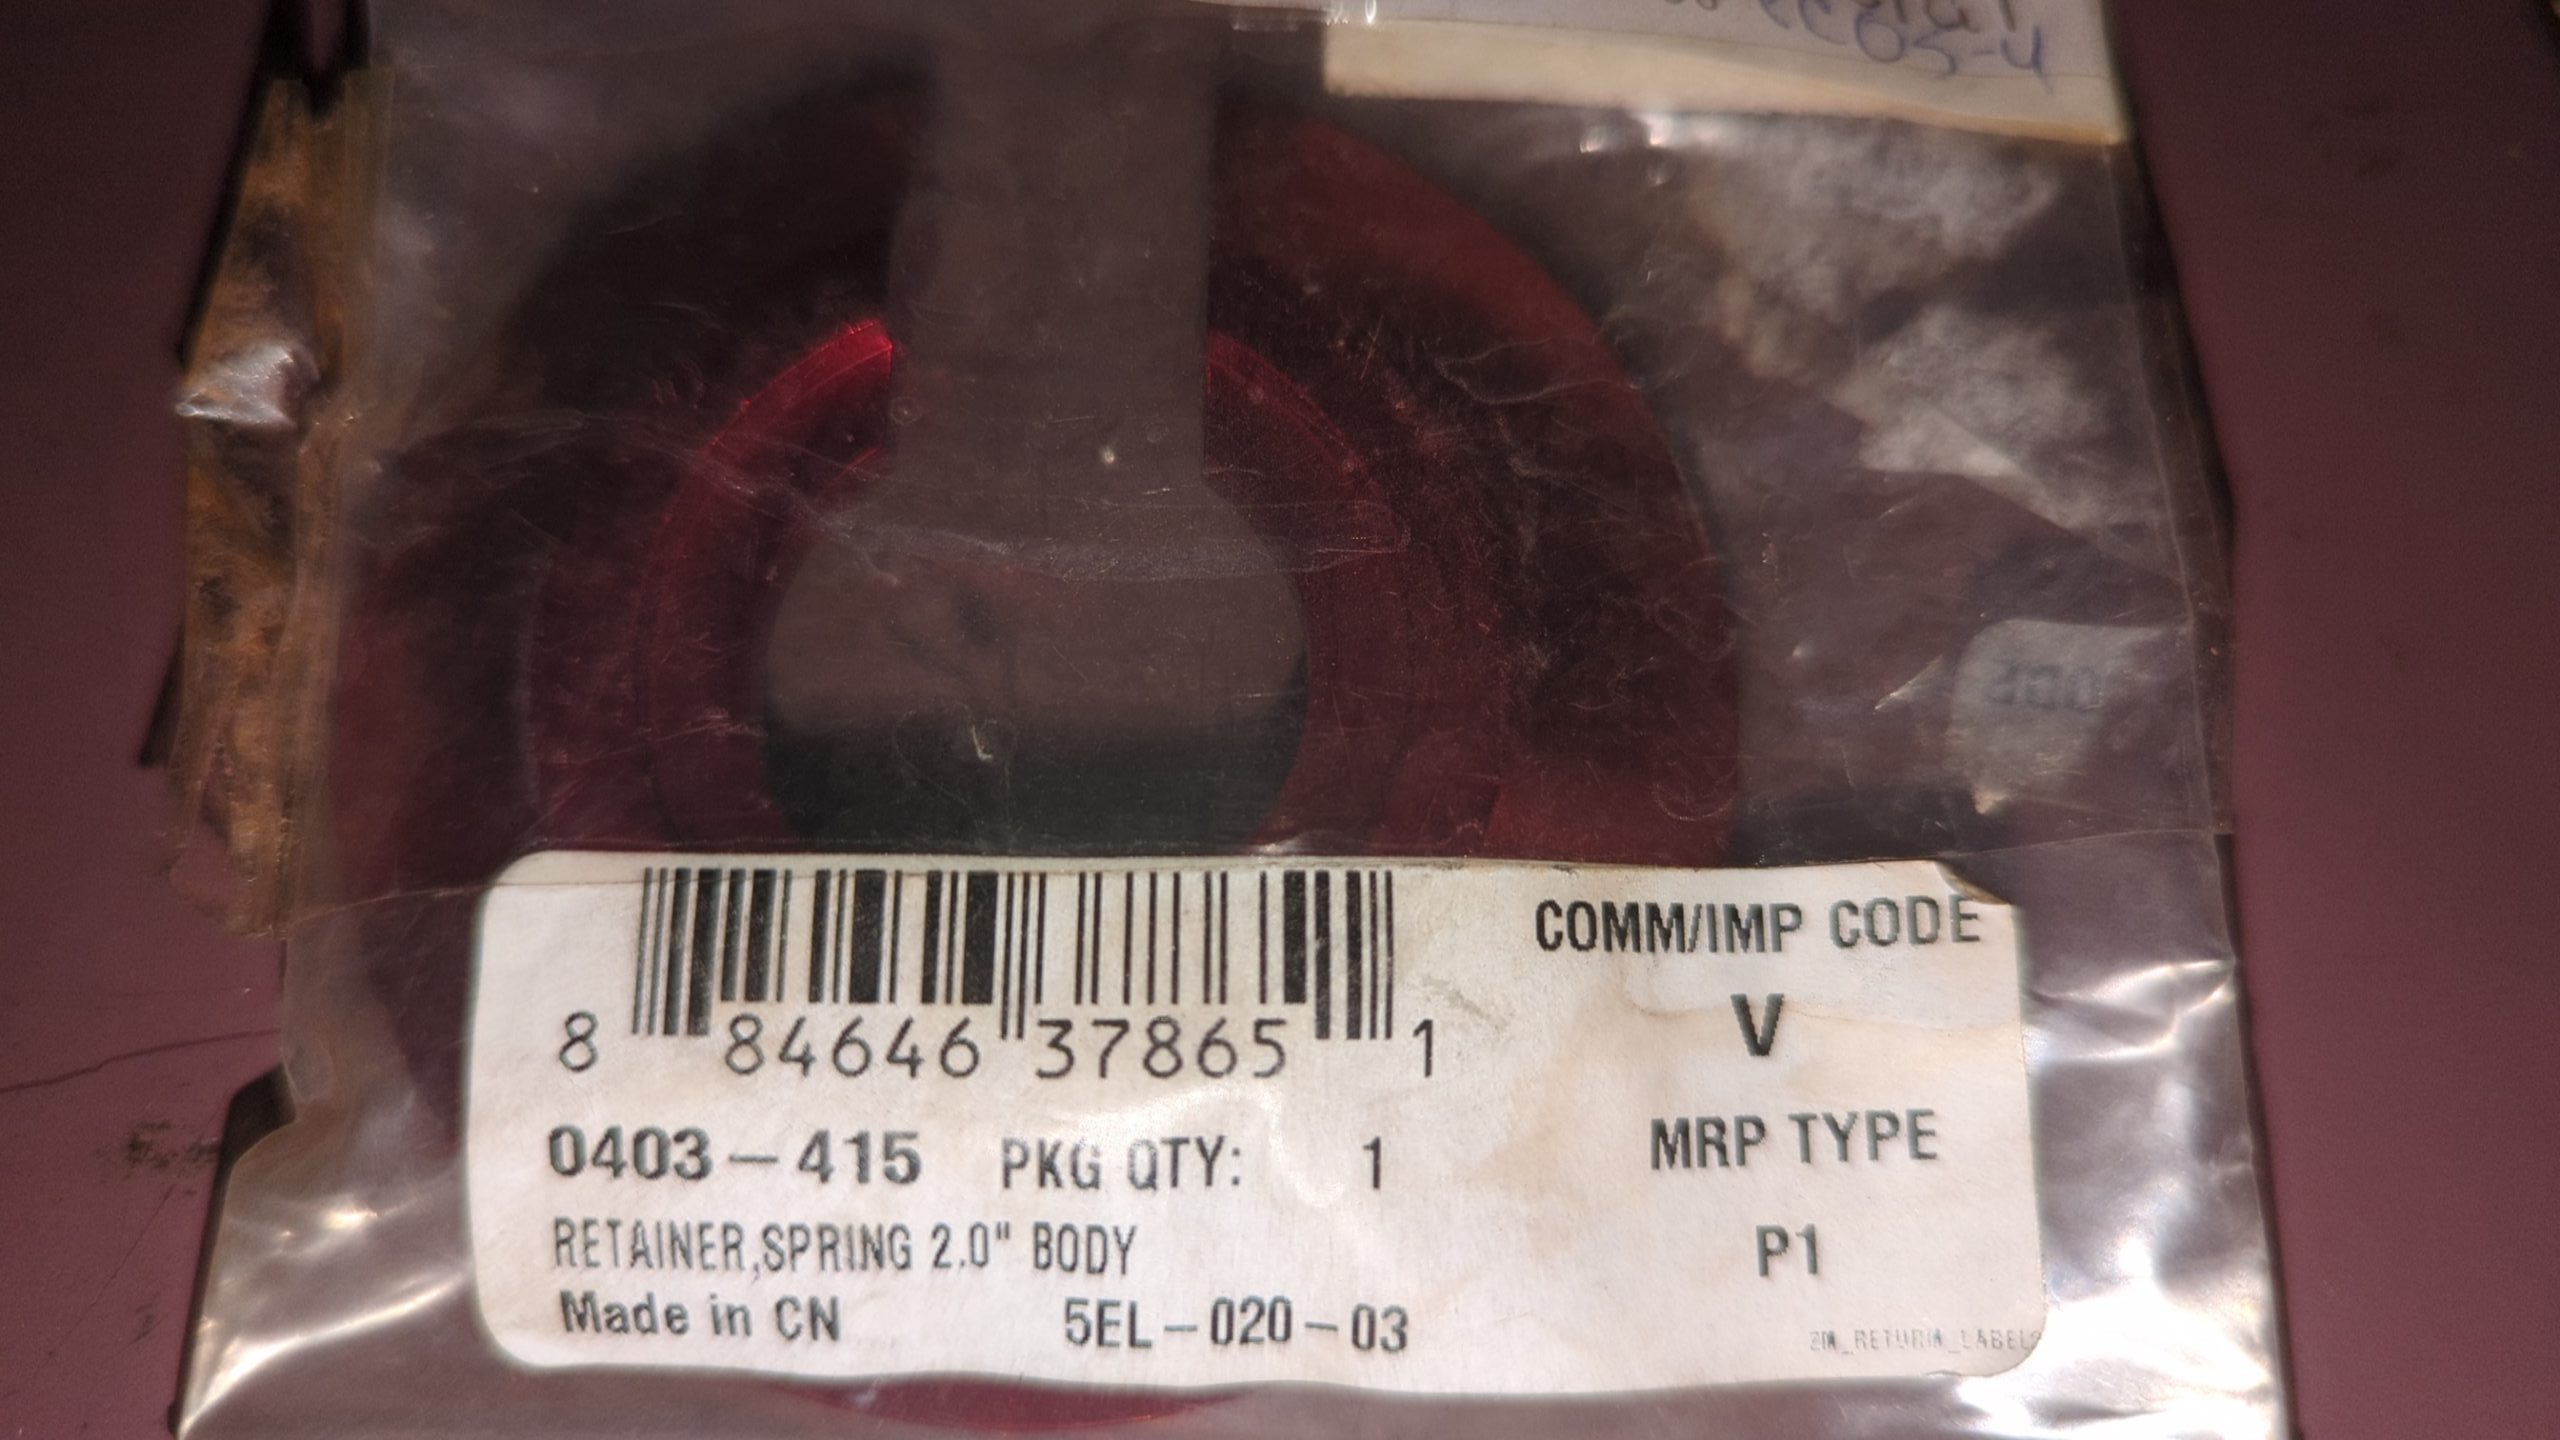 8 84646 37865 1
COMM/IMP CODE
V
0403-415 PKG QTY: 1
MRP TYPE
P1
RETAINER,SPRING 2.0" BODY
Made in CN 5EL-020-03